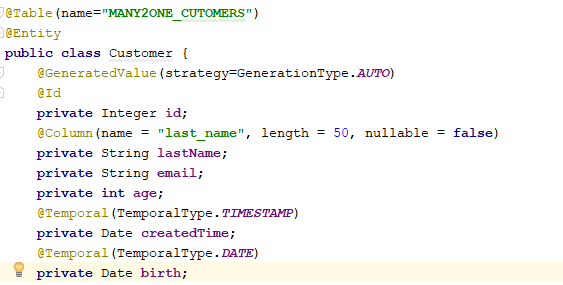 @Table(name="MANY2ONE_CUTOMERS")
@Entity
public class Customer {
@GeneratedValue(strategy=GenerationType.AUTO)
@Id
private Integer id;
@Column(name = "last_name", length = 50, nullable = false)
private String lastName;
private String email;
private int age;
@Temporal(TemporalType.TIMESTAMP)
private Date createdTime;
@Temporal(TemporalType.DATE)
private Date birth;